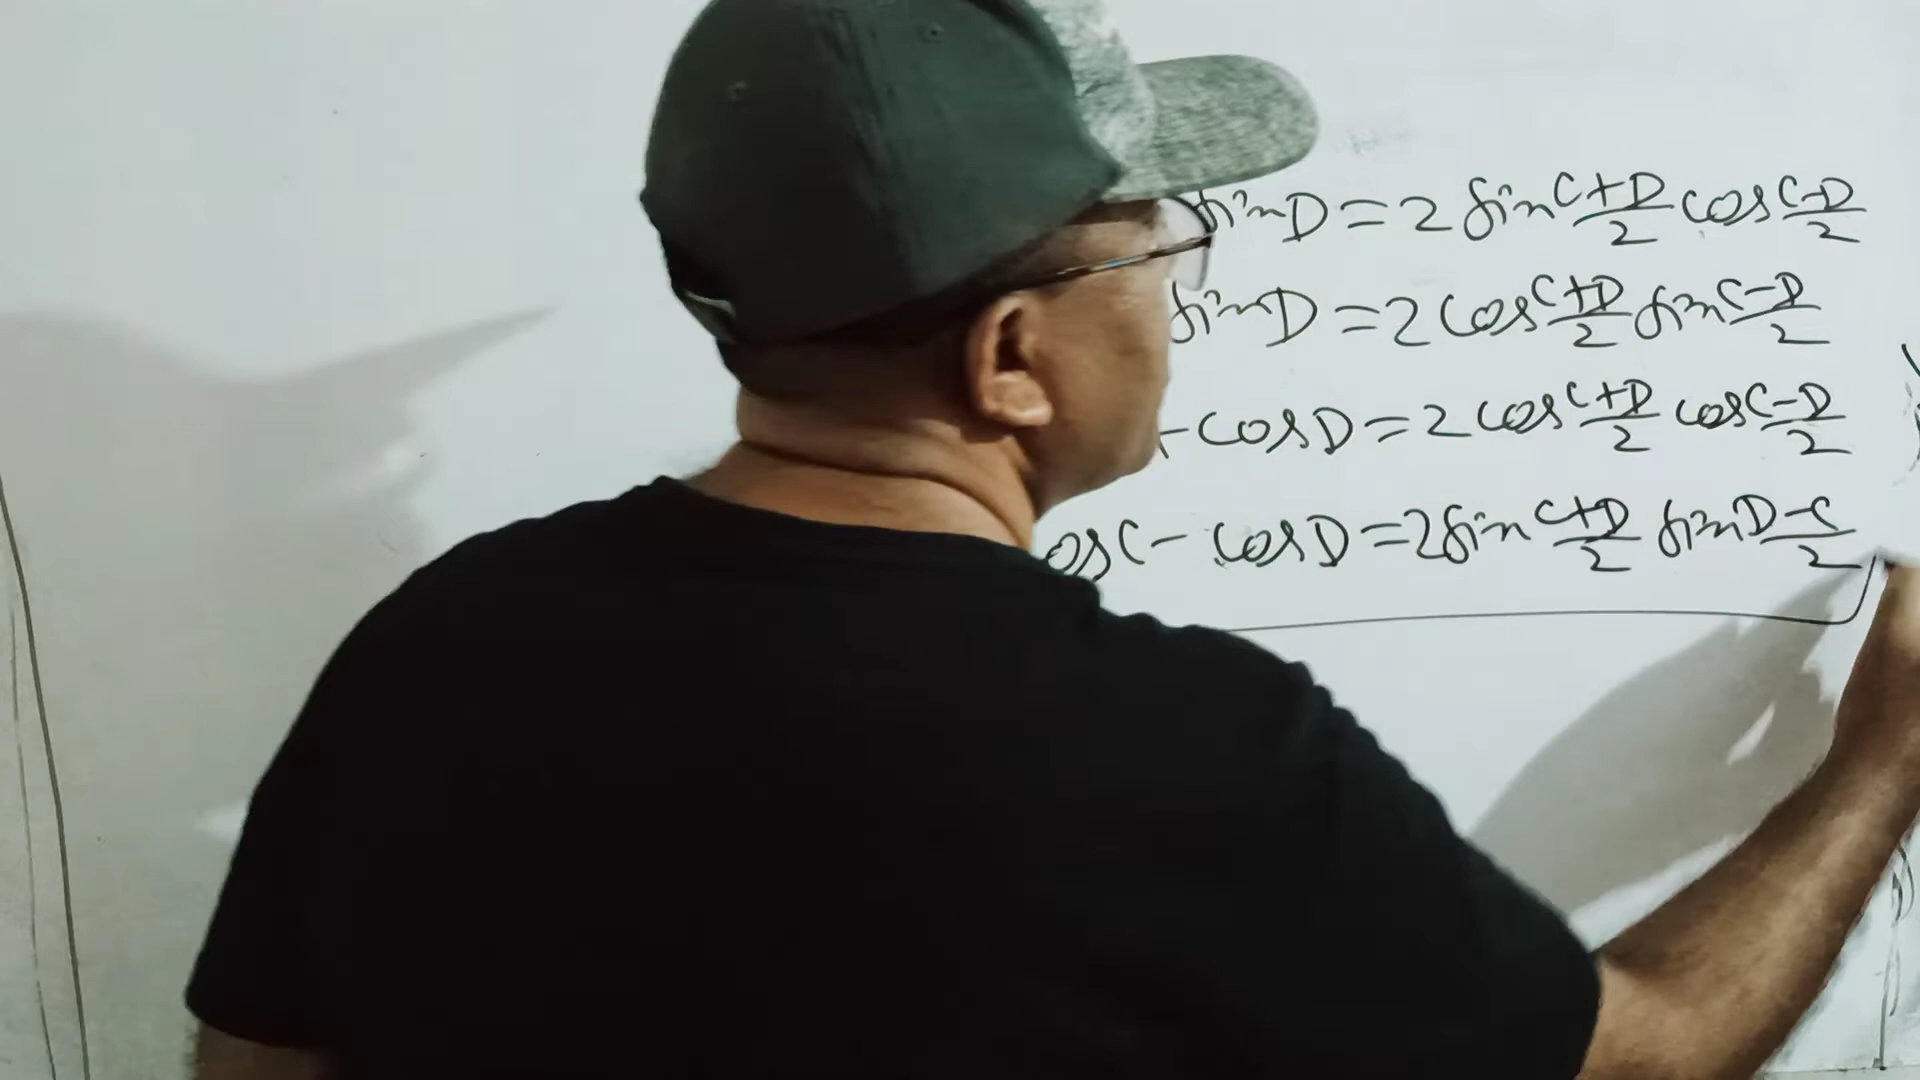 sinD = 2 sin C+D/2 cos C-D/2
sinD = 2 cos C+D/2 sin C-D/2
-cosD = 2 cos C+D/2 cos C-D/2
osC - cosD = 2 sin C+D/2 sin D-C/2